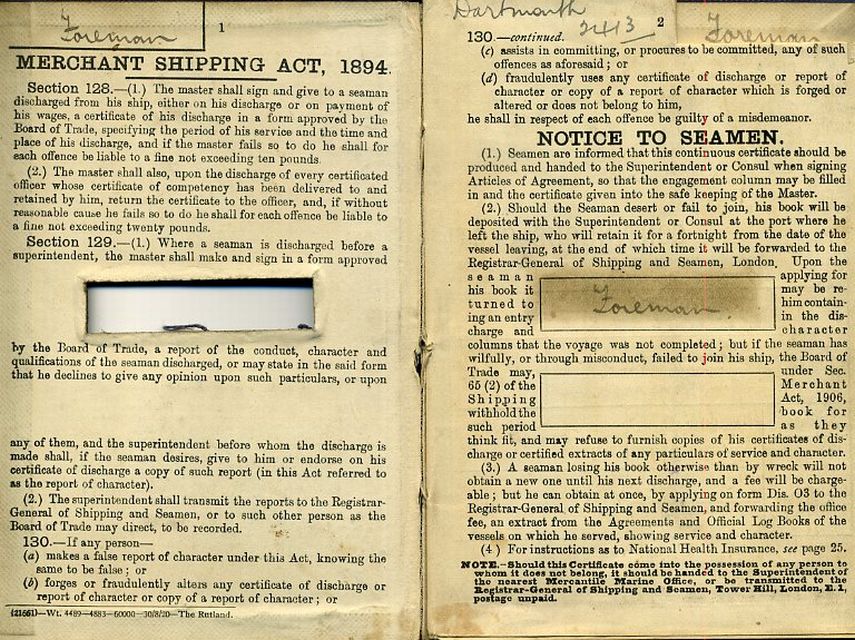 Foreman
1
MERCHANT SHIPPING ACT, 1894.
Section 128.—(1.) The master shall sign and give to a seaman
discharged from his ship, either on his discharge or on payment of
his wages, a certificate of his discharge in a form approved by the
Board of Trade, specifying the period of his service and the time and
place of his discharge, and if the master fails so to do he shall for
each offence be liable to a fine not exceeding ten pounds.
(2.) The master shall also, upon the discharge of every certificated
officer whose certificate of competency has been delivered to and
retained by him, return the certificate to the officer, and, if without
reasonable cause he fails so to do he shall for each offence be liable to
a fine not exceeding twenty pounds.
Section 129.—(1.) Where a seaman is discharged before a
superintendent, the master shall make and sign in a form approved
by the Board of Trade, a report of the conduct, character and
qualifications of the seaman discharged, or may state in the said form
that he declines to give any opinion upon such particulars, or upon
any of them, and the superintendent before whom the discharge is
made shall, if the seaman desires, give to him or endorse on his
certificate of discharge a copy of such report (in this Act referred to
as the report of character).
(2.) The superintendent shall transmit the reports to the Registrar-
General of Shipping and Seamen, or to such other person as the
Board of Trade may direct, to be recorded.
130.—If any person—
(a) makes a false report of character under this Act, knowing the
same to be false; or
(b) forges or fraudulently alters any certificate of discharge or
report of character or copy of a report of character; or
(21661)—Wt. 4489—4883—60000—30/8/20—The Rutland.
Dartmouth
2413
2
Foreman
130.—continued.
(c) assists in committing, or procures to be committed, any of such
offences as aforesaid; or
(d) fraudulently uses any certificate of discharge or report of
character or copy of a report of character which is forged or
altered or does not belong to him,
he shall in respect of each offence be guilty of a misdemeanor.
NOTICE TO SEAMEN.
(1.) Seamen are informed that this continuous certificate should be
produced and handed to the Superintendent or Consul when signing
Articles of Agreement, so that the engagement column may be filled
in and the certificate given into the safe keeping of the Master.
(2.) Should the Seaman desert or fail to join, his book will be
deposited with the Superintendent or Consul at the port where he
left the ship, who will retain it for a fortnight from the date of the
vessel leaving, at the end of which time it will be forwarded to the
Registrar-General of Shipping and Seamen, London. Upon the
seaman applying for
his book it may be re-
turned to him contain-
ing an entry in the dis-
charge and character
Foreman
columns that the voyage was not completed; but if the seaman has
wilfully, or through misconduct, failed to join his ship, the Board of
Trade may, under Sec.
65 (2) of the Merchant
Shipping Act, 1906,
withhold the book for
such period as they
think fit, and may refuse to furnish copies of his certificates of dis-
charge or certified extracts of any particulars of service and character.
(3.) A seaman losing his book otherwise than by wreck will not
obtain a new one until his next discharge, and a fee will be charge-
able; but he can obtain at once, by applying on form Dis. O3 to the
Registrar-General of Shipping and Seamen, and forwarding the office
fee, an extract from the Agreements and Official Log Books of the
vessels on which he served, showing service and character.
(4) For instructions as to National Health Insurance, see page 25.
NOTE.—Should this Certificate come into the possession of any person to
whom it does not belong, it should be handed to the Superintendent of
the nearest Mercantile Marine Office, or be transmitted to the
Registrar-General of Shipping and Seamen, Tower Hill, London, E.1,
postage unpaid.